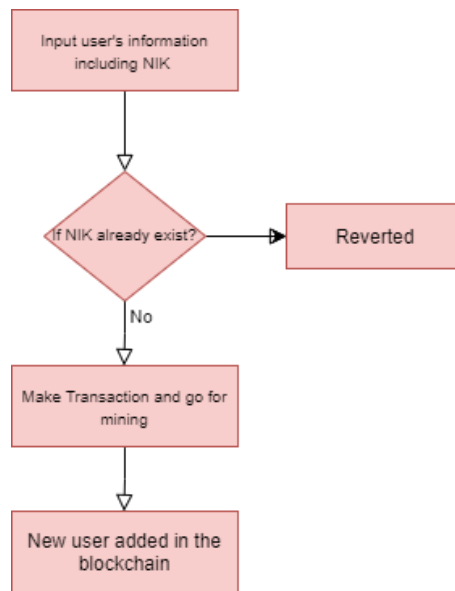 Input user's information
including NIK
If NIK already exist?
Reverted
No
Make Transaction and go for
mining
New user added in the
blockchain